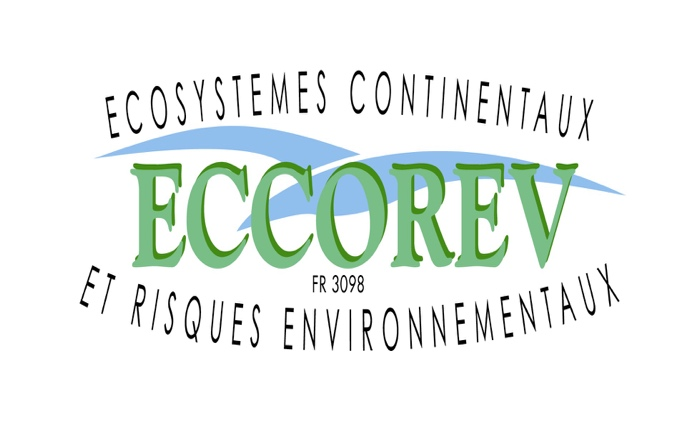 ECOSYSTEMES CONTINENTAUX
ECCOREV
FR 3098
ET RISQUES ENVIRONNEMENTAUX